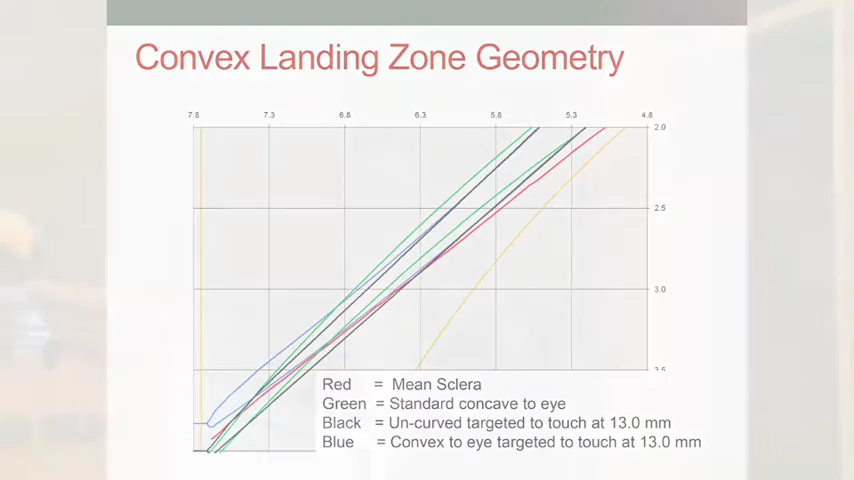 Convex Landing Zone Geometry
7.8 7.3 6.8 6.3 5.8 5.3 4.8
2.0
2.5
3.0
3.5
Red = Mean Sclera
Green = Standard concave to eye
Black = Un-curved targeted to touch at 13.0 mm
Blue = Convex to eye targeted to touch at 13.0 mm